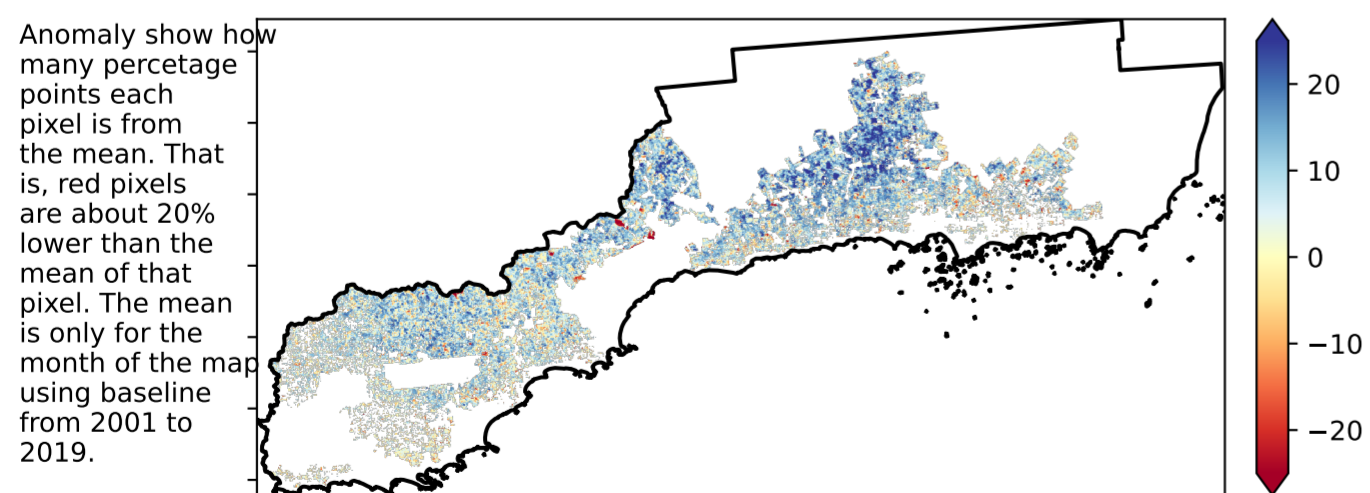 Anomaly show how
many percetage
points each
pixel is from
the mean. That
is, red pixels
are about 20%
lower than the
mean of that
pixel. The mean
is only for the
month of the map
using baseline
from 2001 to
2019.
20
10
0
−10
−20